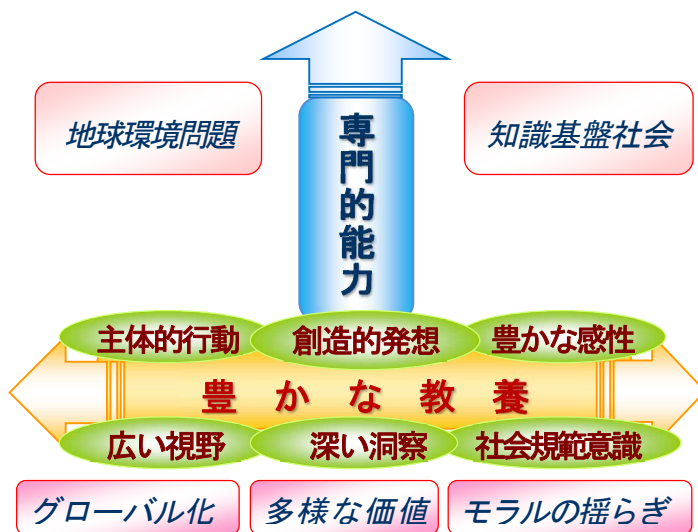 地球環境問題
知識基盤社会
専門的能力
主体的行動
創造的発想
豊かな感性
豊かな教養
広い視野
深い洞察
社会規範意識
グローバル化
多様な価値
モラルの揺らぎ